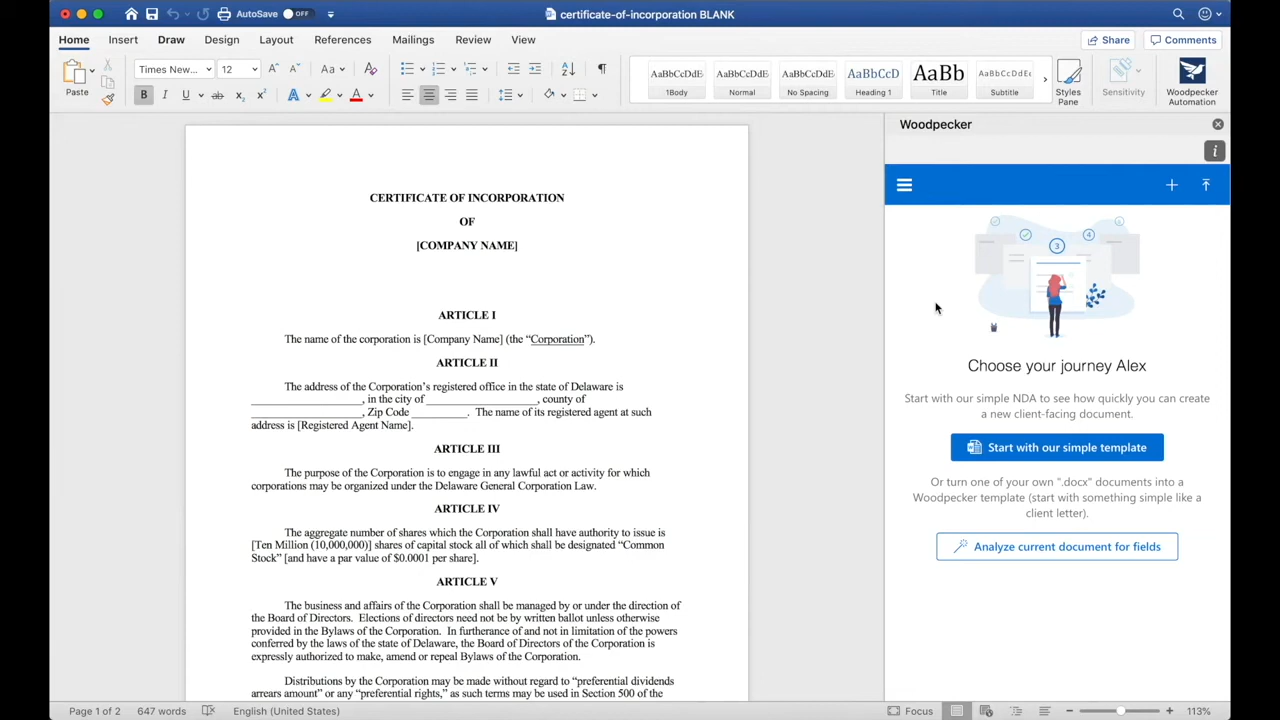 AutoSave OFF
certificate-of-incorporation BLANK
Home Insert Draw Design Layout References Mailings Review View
Share Comments
Paste
Times New... 12
AaBbCcDdE 1Body
AaBbCcDdE Normal
AaBbCcDdE No Spacing
AaBbCcD Heading 1
AaBb Title
AaBbCcDdE Subtitle
Styles
Pane
Sensitivity
Woodpecker
Automation
CERTIFICATE OF INCORPORATION
OF
[COMPANY NAME]
ARTICLE I
The name of the corporation is [Company Name] (the “Corporation”).
ARTICLE II
The address of the Corporation’s registered office in the state of Delaware is
____________________, in the city of ____________________, county of
____________________, Zip Code __________. The name of its registered agent at such
address is [Registered Agent Name].
ARTICLE III
The purpose of the Corporation is to engage in any lawful act or activity for which
corporations may be organized under the Delaware General Corporation Law.
ARTICLE IV
The aggregate number of shares which the Corporation shall have authority to issue is
[Ten Million (10,000,000)] shares of capital stock all of which shall be designated “Common
Stock” [and have a par value of $0.0001 per share].
ARTICLE V
The business and affairs of the Corporation shall be managed by or under the direction of
the Board of Directors. Elections of directors need not be by written ballot unless otherwise
provided in the Bylaws of the Corporation. In furtherance of and not in limitation of the powers
conferred by the laws of the state of Delaware, the Board of Directors of the Corporation is
expressly authorized to make, amend or repeal Bylaws of the Corporation.
Distributions by the Corporation may be made without regard to “preferential dividends
arrears amount” or any “preferential rights,” as such terms may be used in Section 500 of the
Woodpecker
3
4
Choose your journey Alex
Start with our simple NDA to see how quickly you can create
a new client-facing document.
Start with our simple template
Or turn one of your own ".docx" documents into a
Woodpecker template (start with something simple like a
client letter).
Analyze current document for fields
Page 1 of 2 647 words English (United States) Focus 113%